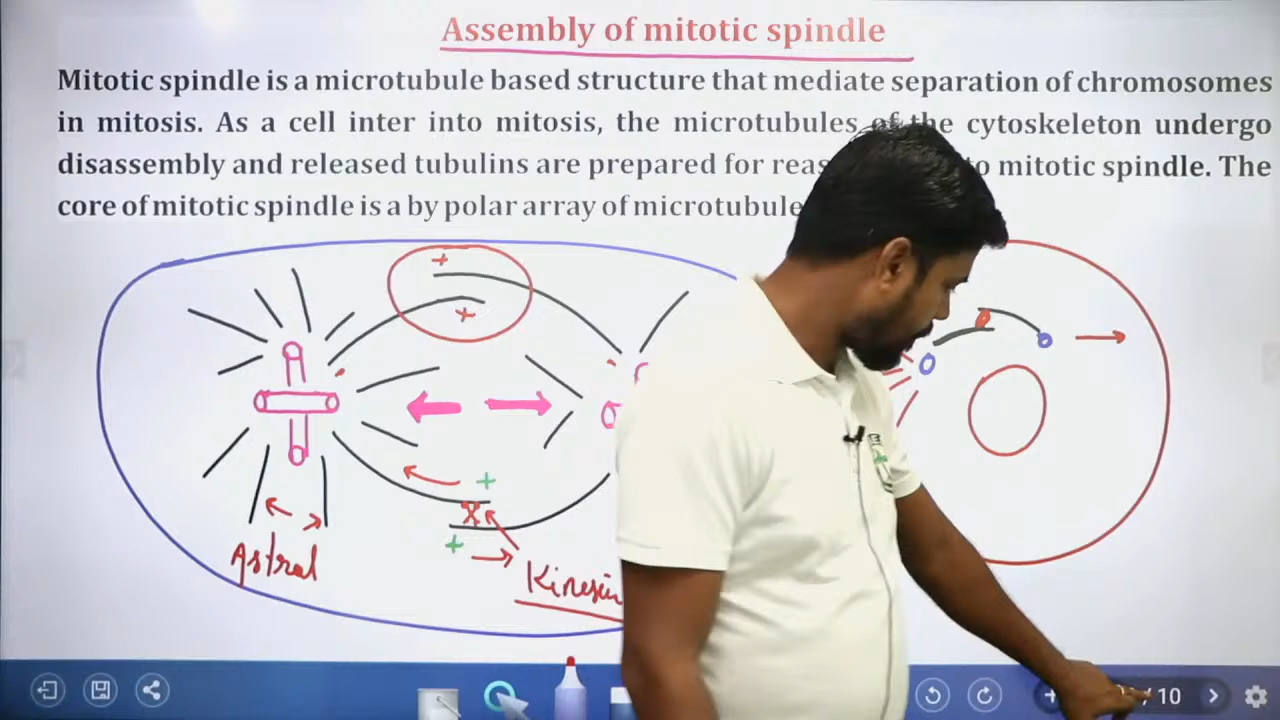 Assembly of mitotic spindle
Mitotic spindle is a microtubule based structure that mediate separation of chromosomes
in mitosis. As a cell inter into mitosis, the microtubules of the cytoskeleton undergo
disassembly and released tubulins are prepared for to mitotic spindle. The
core of mitotic spindle is a by polar array of
+
+
+
+
Astral
Kinesin
/ 10